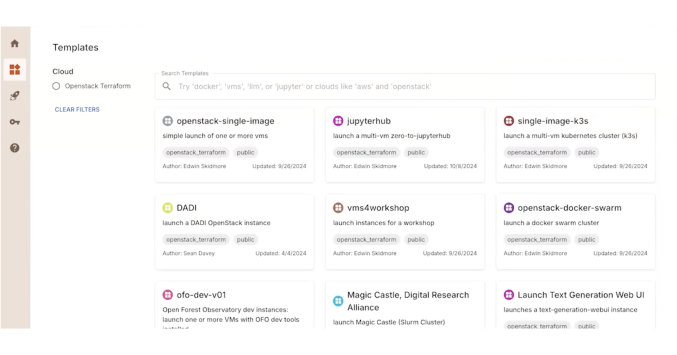 Templates
Cloud
Openstack Terraform
CLEAR FILTERS
Search Templates
Try 'docker', 'vms', 'llm', or 'jupyter' or clouds like 'aws' and 'openstack'
openstack-single-image
simple launch of one or more vms
openstack_terraform public
Author: Edwin Skidmore Updated: 9/26/2024
jupyterhub
launch a multi-vm zero-to-jupyterhub
openstack_terraform public
Author: Edwin Skidmore Updated: 10/8/2024
single-image-k3s
launch a multi-vm kubernetes cluster (k3s)
openstack_terraform public
Author: Edwin Skidmore Updated: 9/26/2024
DADI
launch a DADI OpenStack instance
openstack_terraform public
Author: Sean Davey Updated: 4/4/2024
vms4workshop
launch instances for a workshop
openstack_terraform public
Author: Edwin Skidmore Updated: 9/26/2024
openstack-docker-swarm
launch a docker swarm cluster
openstack_terraform public
Author: Edwin Skidmore Updated: 9/26/2024
ofo-dev-v01
Open Forest Observatory dev instances:
launch one or more VMs with OFO dev tools
installed
Magic Castle, Digital Research
Alliance
launch Magic Castle (Slurm Cluster)
Launch Text Generation Web UI
launches a text-generation-webui instance
openstack_terraform public